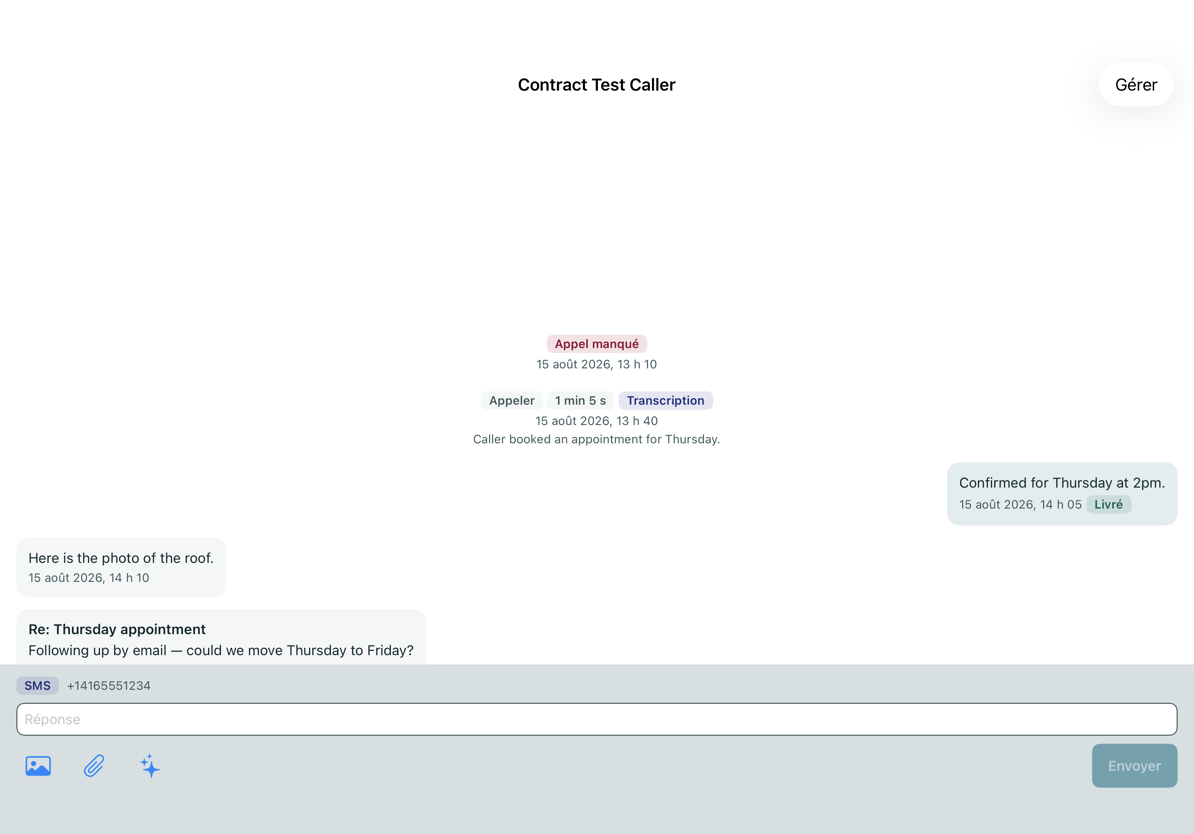 Contract Test Caller
Gérer
Appel manqué
15 août 2026, 13 h 10
Appeler 1 min 5 s Transcription
15 août 2026, 13 h 40
Caller booked an appointment for Thursday.
Confirmed for Thursday at 2pm.
15 août 2026, 14 h 05 Livré
Here is the photo of the roof.
15 août 2026, 14 h 10
Re: Thursday appointment
Following up by email — could we move Thursday to Friday?
SMS +14165551234
Réponse
Envoyer